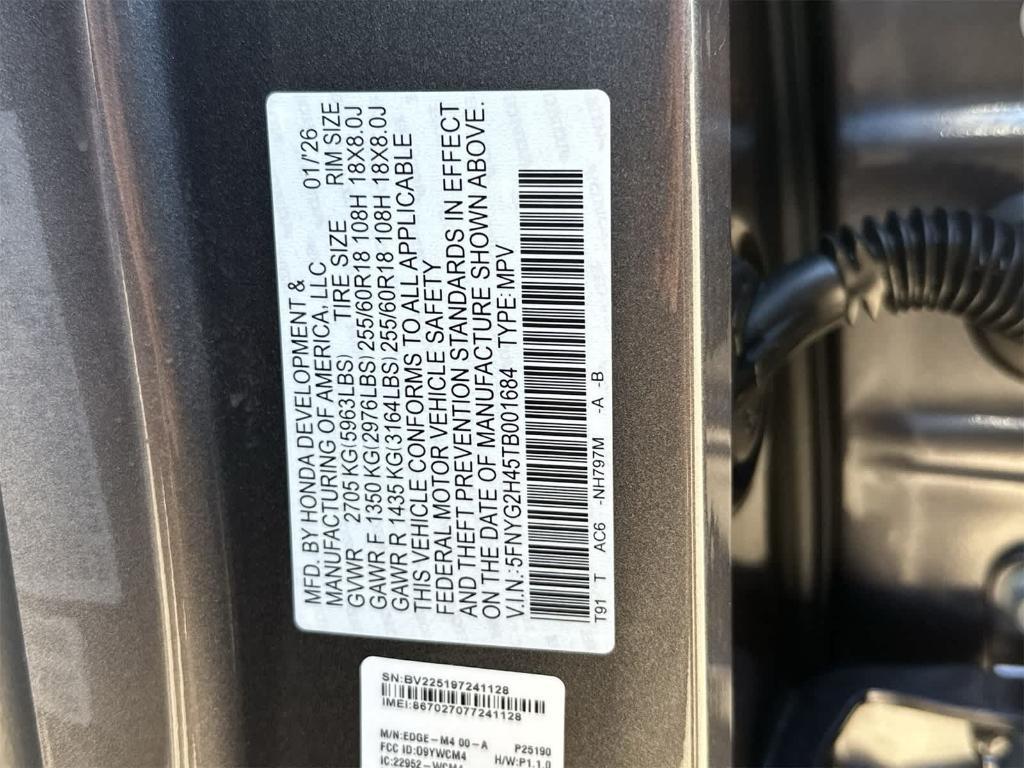 MFD. BY HONDA DEVELOPMENT & 01/'26
MANUFACTURING OF AMERICA, LLC
TIRE SIZE RIM SIZE
GVWR 2705 KG(5963LBS)
GAWR F 1350 KG(2976LBS) 255/60R18 108H 18X8.0J
GAWR R 1435 KG(3164LBS) 255/60R18 108H 18X8.0J
THIS VEHICLE CONFORMS TO ALL APPLICABLE
FEDERAL MOTOR VEHICLE SAFETY
AND THEFT PREVENTION STANDARDS IN EFFECT
ON THE DATE OF MANUFACTURE SHOWN ABOVE.
V.I.N.:5FNYG2H45TB001684 TYPE: MPV
T91 T AC6 -NH797M -A -B
SN:BV225197241128
IMEI:867027077241128
M/N:EDGE-M4 00-A P25190
FCC ID:O9YWCM4 H/W:P1.1.0
IC:22952-WCM4